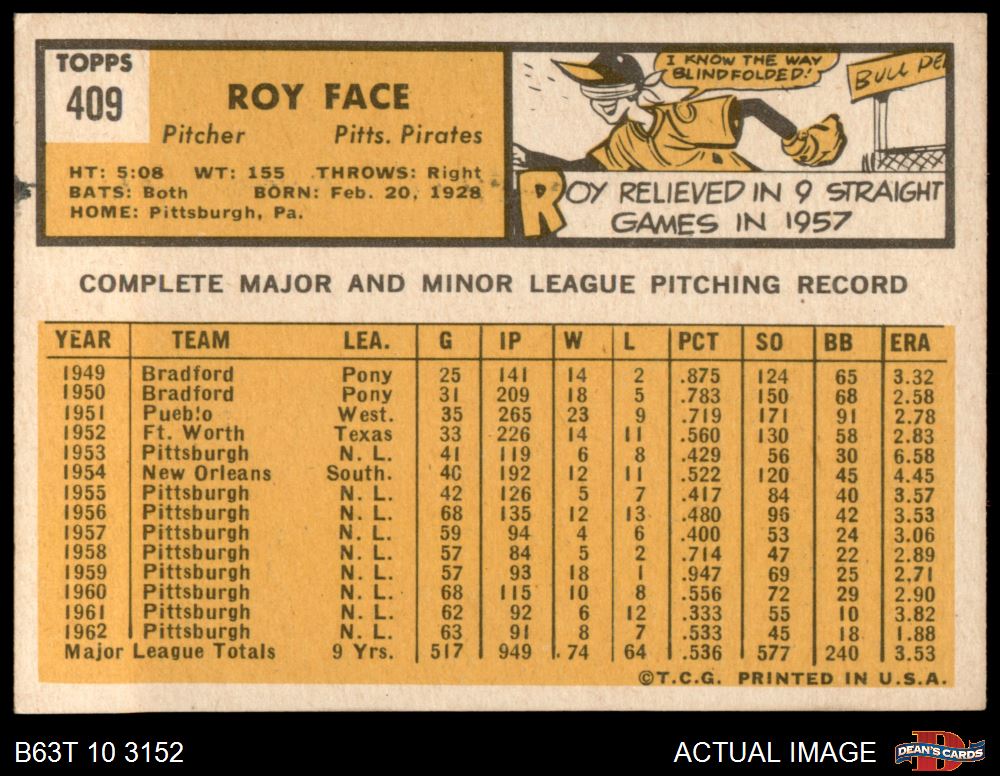 TOPPS
409
ROY FACE
Pitcher Pitts. Pirates
HT: 5:08 WT: 155 THROWS: Right
BATS: Both BORN: Feb. 20, 1928
HOME: Pittsburgh, Pa.
I KNOW THE WAY
BLINDFOLDED!
BULL PE
ROY RELIEVED IN 9 STRAIGHT
GAMES IN 1957
COMPLETE MAJOR AND MINOR LEAGUE PITCHING RECORD
YEAR TEAM LEA. G IP W L PCT SO BB ERA
1949 Bradford Pony 25 141 14 2 .875 124 65 3.32
1950 Bradford Pony 31 209 18 5 .783 150 68 2.58
1951 Pueblo West. 35 265 23 9 .719 171 91 2.78
1952 Ft. Worth Texas 33 226 14 11 .560 130 58 2.83
1953 Pittsburgh N. L. 41 119 6 8 .429 56 30 6.58
1954 New Orleans South. 40 192 12 11 .522 120 45 4.45
1955 Pittsburgh N. L. 42 126 5 7 .417 84 40 3.57
1956 Pittsburgh N. L. 68 135 12 13 .480 96 42 3.53
1957 Pittsburgh N. L. 59 94 4 6 .400 53 24 3.06
1958 Pittsburgh N. L. 57 84 5 2 .714 47 22 2.89
1959 Pittsburgh N. L. 57 93 18 1 .947 69 25 2.71
1960 Pittsburgh N. L. 68 115 10 8 .556 72 29 2.90
1961 Pittsburgh N. L. 62 92 6 12 .333 55 10 3.82
1962 Pittsburgh N. L. 63 91 8 7 .533 45 18 1.88
Major League Totals 9 Yrs. 517 949 74 64 .536 577 240 3.53
©T.C.G. PRINTED IN U.S.A.
B63T 10 3152
ACTUAL IMAGE
DEAN'S CARDS